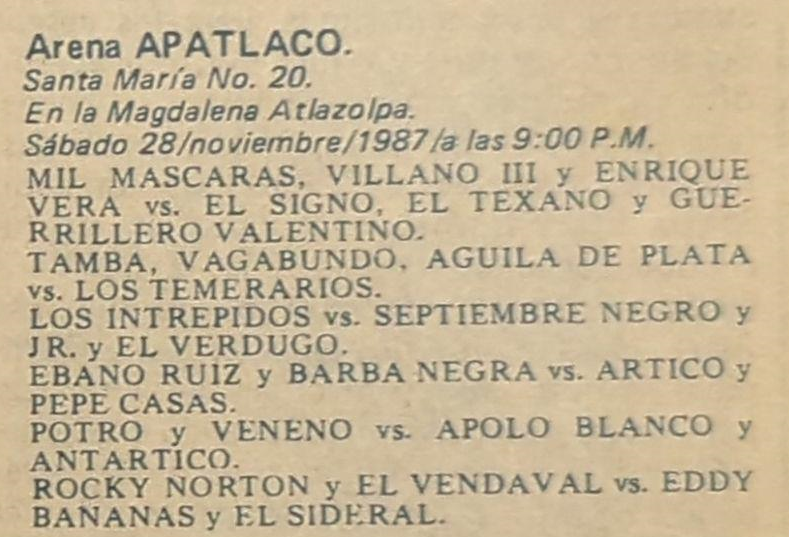 Arena APATLACO.
Santa María No. 20.
En la Magdalena Atlazolpa.
Sábado 28/noviembre/1987/a las 9:00 P.M.
MIL MASCARAS, VILLANO III y ENRIQUE
VERA vs. EL SIGNO, EL TEXANO y GUE-
RRILLERO VALENTINO.
TAMBA, VAGABUNDO, AGUILA DE PLATA
vs. LOS TEMERARIOS.
LOS INTREPIDOS vs. SEPTIEMBRE NEGRO y
JR. y EL VERDUGO.
EBANO RUIZ y BARBA NEGRA vs. ARTICO y
PEPE CASAS.
POTRO y VENENO vs. APOLO BLANCO y
ANTARTICO.
ROCKY NORTON y EL VENDAVAL vs. EDDY
BANANAS y EL SIDERAL.